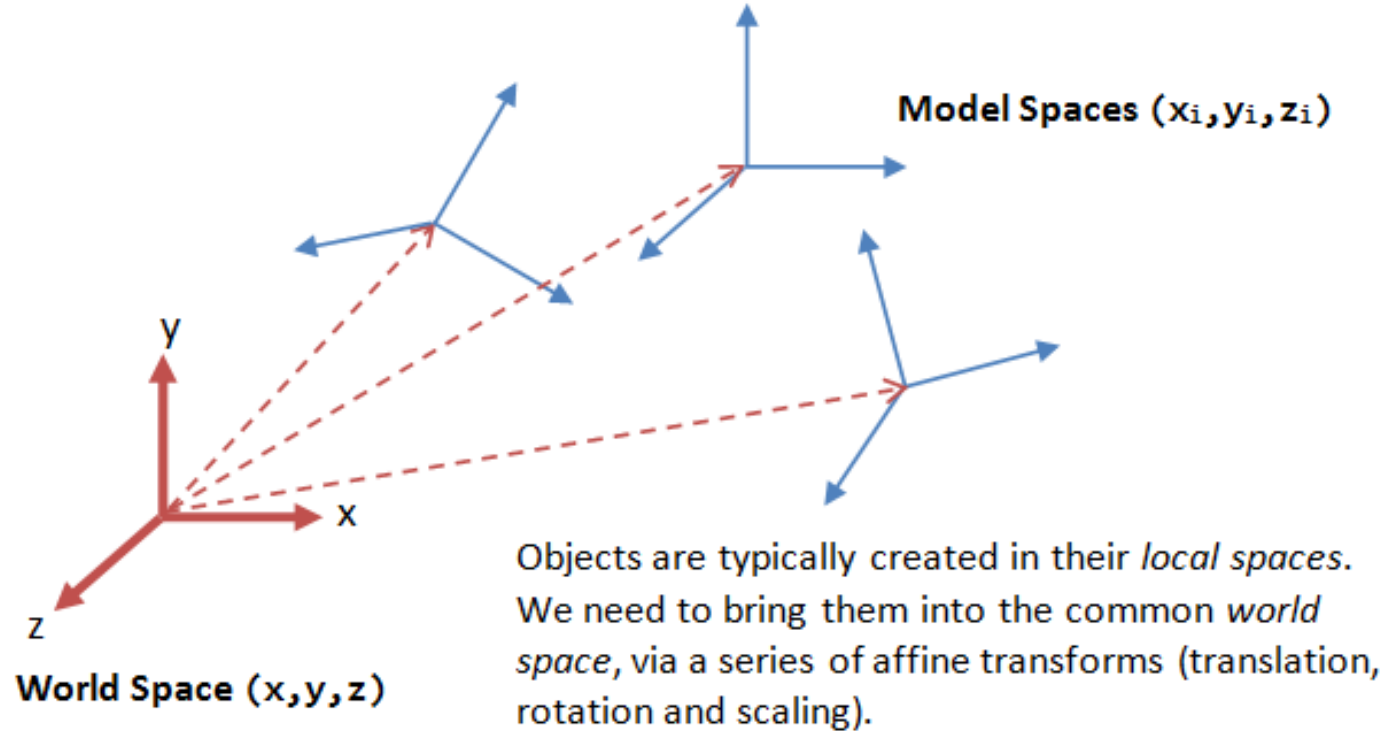 Model Spaces (xᵢ,yᵢ,zᵢ)
y
x
z
World Space (x,y,z)
Objects are typically created in their local spaces.
We need to bring them into the common world
space, via a series of affine transforms (translation,
rotation and scaling).